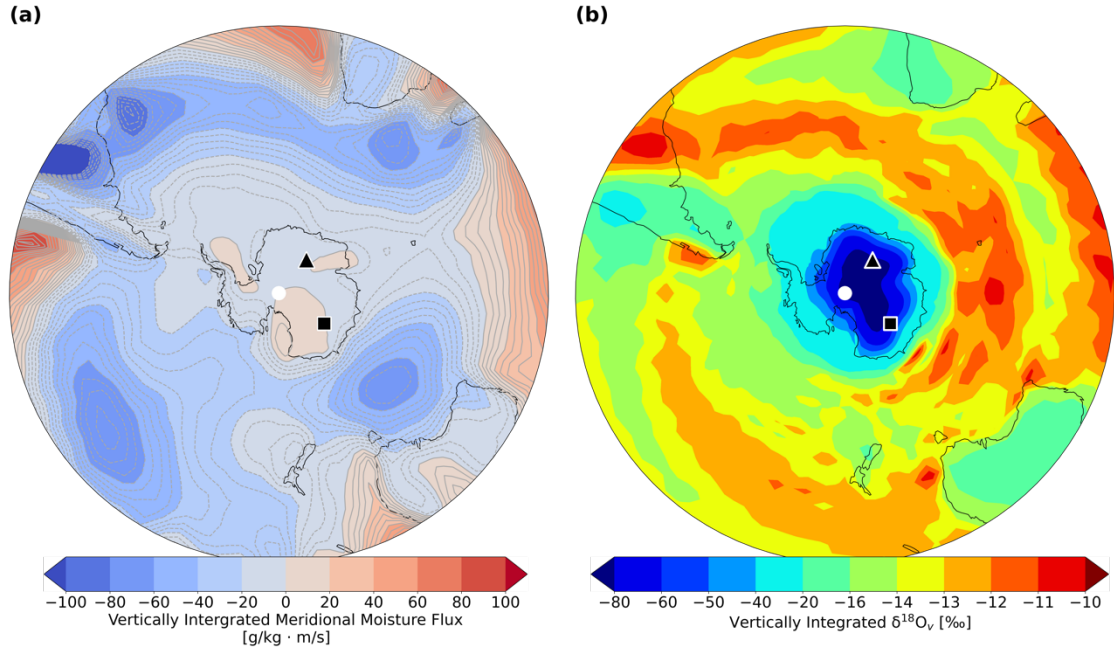 (a)
(b)
−100 −80 −60 −40 −20 0 20 40 60 80 100
Vertically Intergrated Meridional Moisture Flux
[g/kg · m/s]
−80 −60 −50 −40 −20 −16 −14 −13 −12 −11 −10
Vertically Integrated δ¹⁸Oᵥ [‰]